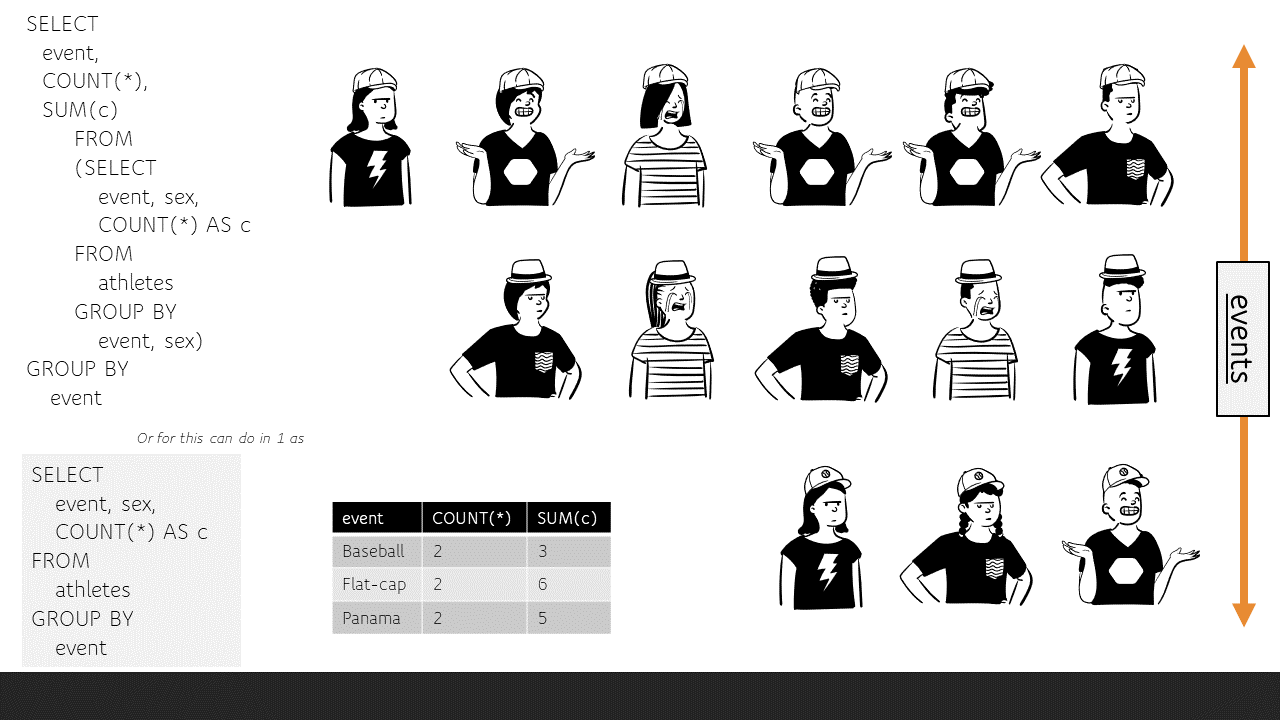 SELECT
event,
COUNT(*),
SUM(c)
FROM
(SELECT
event, sex,
COUNT(*) AS c
FROM
athletes
GROUP BY
event, sex)
GROUP BY
event
Or for this can do in 1 as
SELECT
event, sex,
COUNT(*) AS c
FROM
athletes
GROUP BY
event
event COUNT(*) SUM(c)
Baseball 2 3
Flat-cap 2 6
Panama 2 5
events